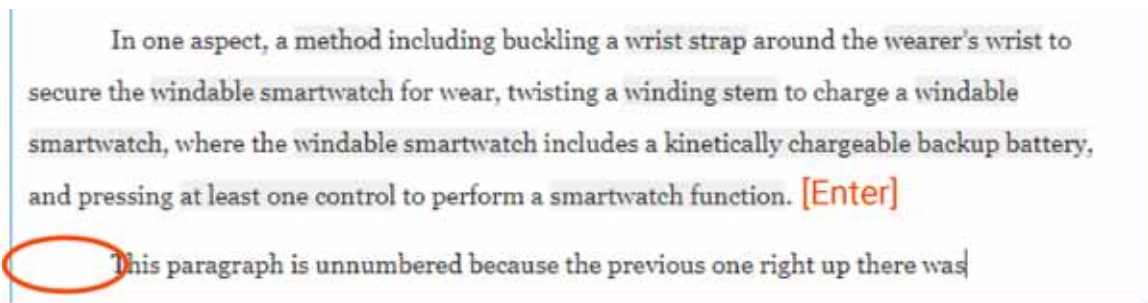 In one aspect, a method including buckling a wrist strap around the wearer's wrist to
secure the windable smartwatch for wear, twisting a winding stem to charge a windable
smartwatch, where the windable smartwatch includes a kinetically chargeable backup battery,
and pressing at least one control to perform a smartwatch function. [Enter]
This paragraph is unnumbered because the previous one right up there was